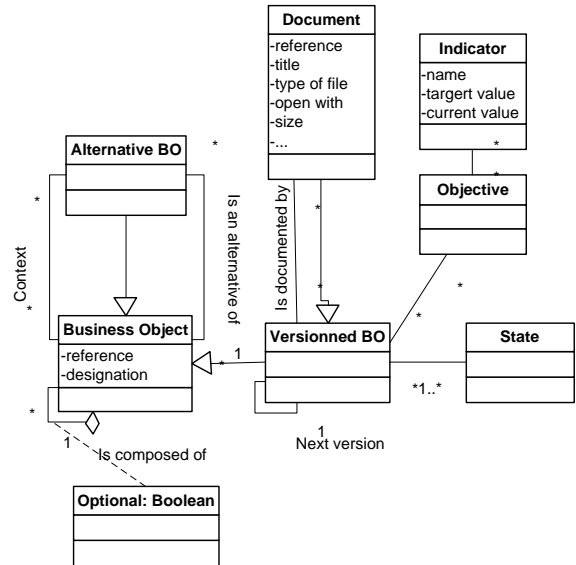 Document
-reference
-title
-type of file
-open with
-size
-...
Indicator
-name
-targert value
-current value
*
*
Objective
Alternative BO
*
*
*
Context
Is an alternative of
1
Is documented by
*
*
*
*
Business Object
-reference
-designation
*
Versionned BO
State
*1..*
1
Next version
*
1
Is composed of
Optional: Boolean